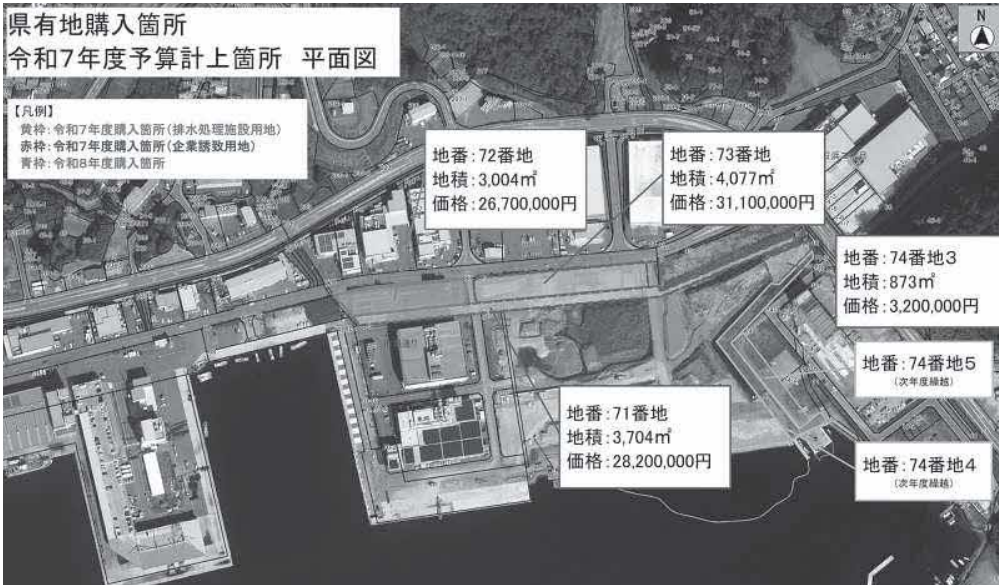 県有地購入箇所
令和7年度予算計上箇所 平面図
N
【凡例】
黄枠:令和7年度購入箇所(排水処理施設用地)
赤枠:令和7年度購入箇所(企業誘致用地)
青枠:令和8年度購入箇所
地番:72番地
地積:3,004㎡
価格:26,700,000円
地番:73番地
地積:4,077㎡
価格:31,100,000円
地番:74番地3
地積:873㎡
価格:3,200,000円
地番:74番地5
(次年度繰越)
地番:71番地
地積:3,704㎡
価格:28,200,000円
地番:74番地4
(次年度繰越)